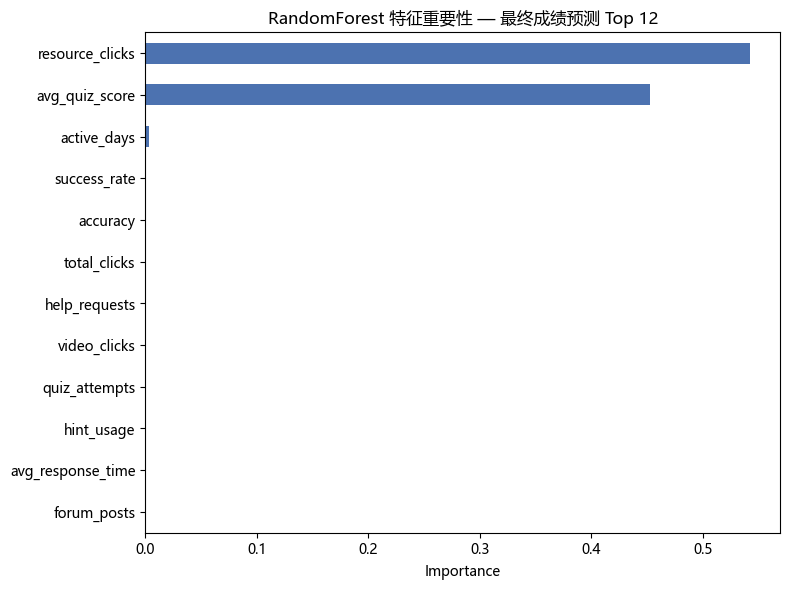 RandomForest 特征重要性 — 最终成绩预测 Top 12
resource_clicks
avg_quiz_score
active_days
success_rate
accuracy
total_clicks
help_requests
video_clicks
quiz_attempts
hint_usage
avg_response_time
forum_posts
0.0 0.1 0.2 0.3 0.4 0.5
Importance